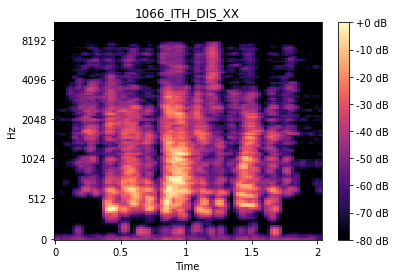 1066_ITH_DIS_XX
+0 dB
8192
-10 dB
4096
-20 dB
-30 dB
2048
Hz
-40 dB
1024
-50 dB
512
-60 dB
-70 dB
0
-80 dB
0
0.5
1
1.5
2
Time